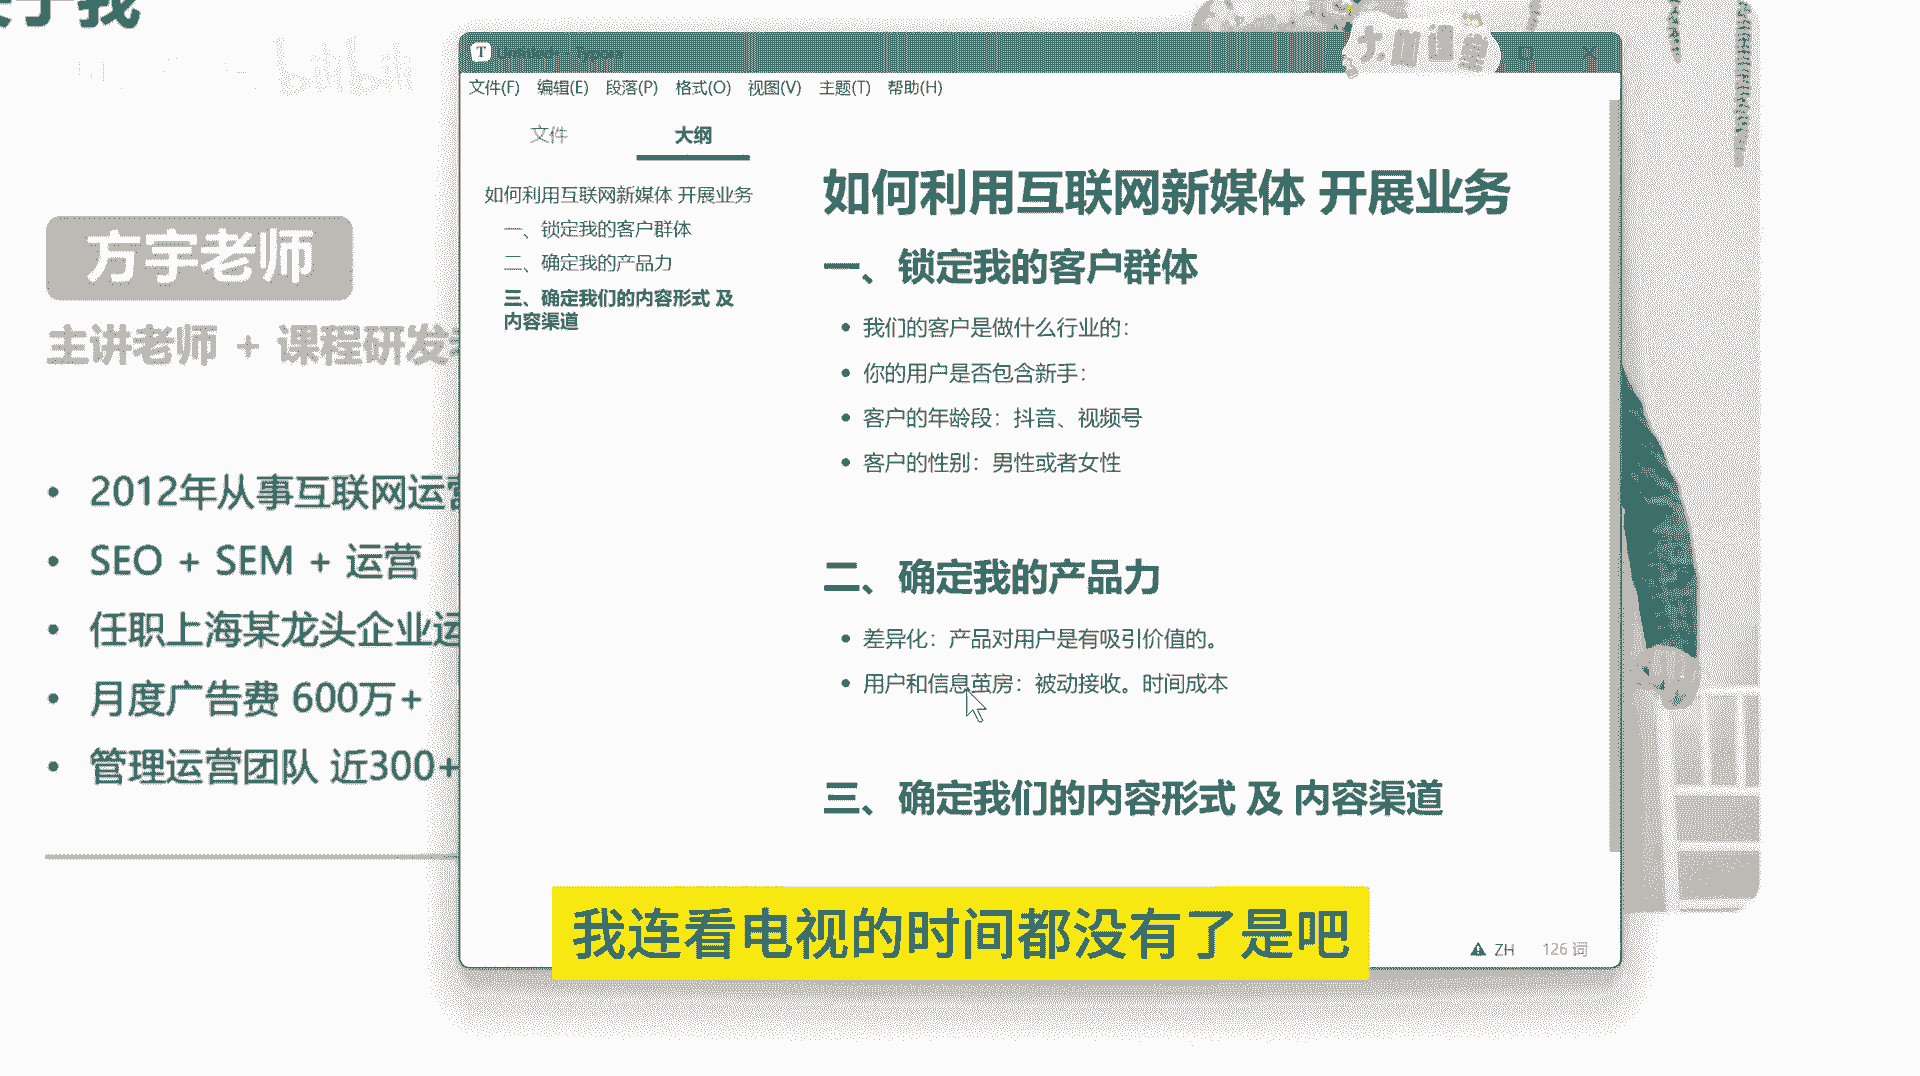 bilibili
大鹏课堂
方宇老师
主讲老师 + 课程研发
• 2012年从事互联网运营
• SEO + SEM + 运营
• 任职上海某龙头企业运
• 月度广告费 600万+
• 管理运营团队 近300+
Untitled - Typora
文件(F) 编辑(E) 段落(P) 格式(O) 视图(V) 主题(T) 帮助(H)
文件 大纲
如何利用互联网新媒体 开展业务
一、锁定我的客户群体
二、确定我的产品力
三、确定我们的内容形式 及
内容渠道
如何利用互联网新媒体 开展业务
一、锁定我的客户群体
• 我们的客户是做什么行业的:
• 你的用户是否包含新手:
• 客户的年龄段：抖音、视频号
• 客户的性别：男性或者女性
二、确定我的产品力
• 差异化：产品对用户是有吸引价值的。
• 用户和信息茧房：被动接收。时间成本
三、确定我们的内容形式 及 内容渠道
我连看电视的时间都没有了是吧
ZH 126 词